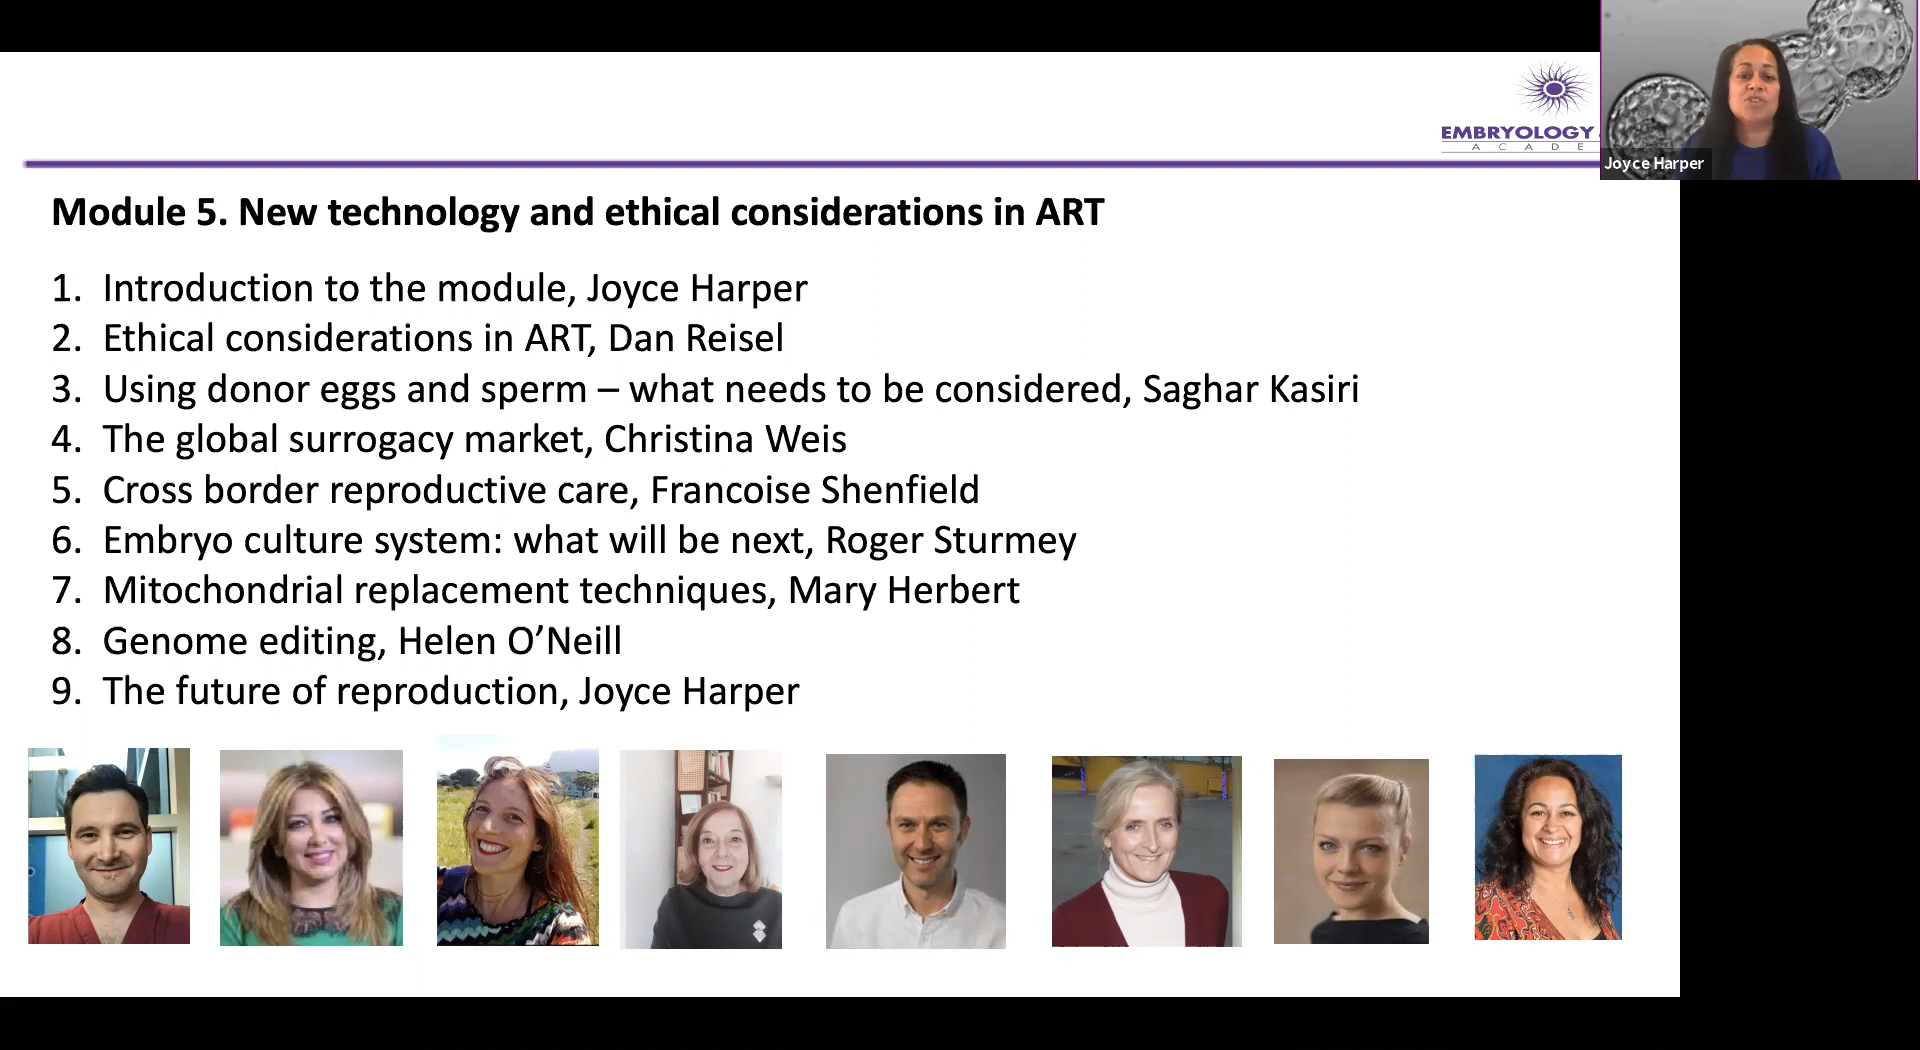 EMBRYOLOGY
ACADE
Joyce Harper
Module 5. New technology and ethical considerations in ART
1. Introduction to the module, Joyce Harper
2. Ethical considerations in ART, Dan Reisel
3. Using donor eggs and sperm – what needs to be considered, Saghar Kasiri
4. The global surrogacy market, Christina Weis
5. Cross border reproductive care, Francoise Shenfield
6. Embryo culture system: what will be next, Roger Sturmey
7. Mitochondrial replacement techniques, Mary Herbert
8. Genome editing, Helen O’Neill
9. The future of reproduction, Joyce Harper